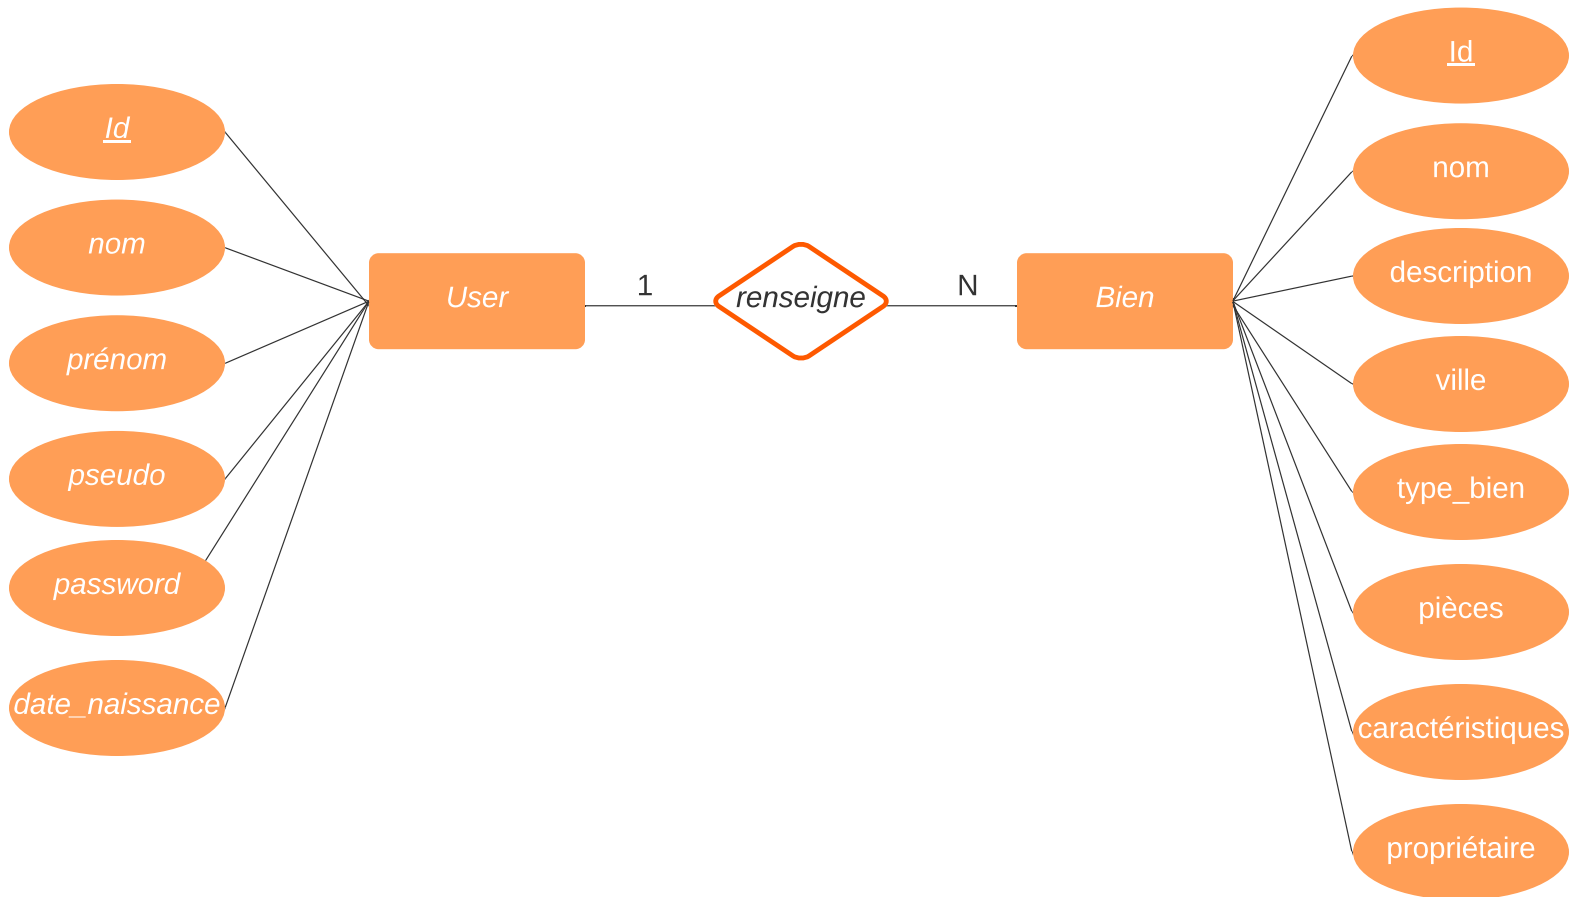 Id
nom
prénom
pseudo
password
date_naissance
User
1
renseigne
N
Bien
Id
nom
description
ville
type_bien
pièces
caractéristiques
propriétaire